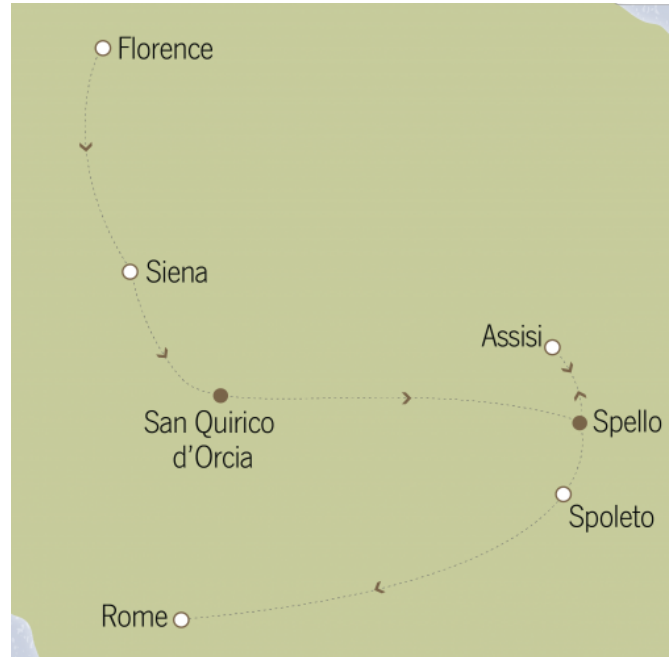 Florence
Siena
Assisi
San Quirico
d’Orcia
Spello
Spoleto
Rome